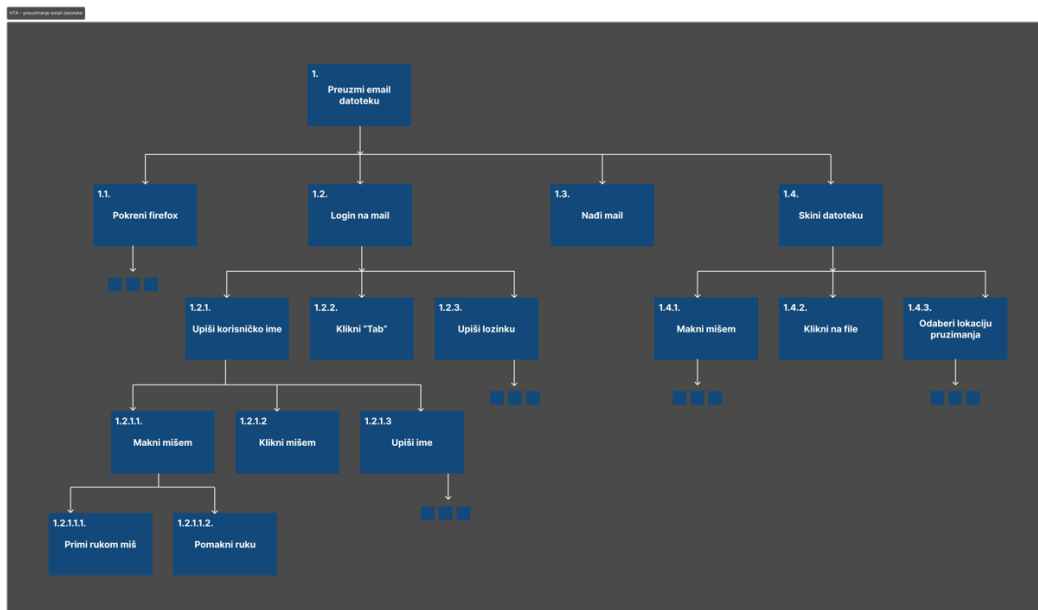 HTA - preuzimanje email datoteke
1.
Preuzmi email
datoteku
1.1.
Pokreni firefox
1.2.
Login na mail
1.3.
Nađi mail
1.4.
Skini datoteku
1.2.1.
Upiši korisničko ime
1.2.2.
Klikni “Tab”
1.2.3.
Upiši lozinku
1.4.1.
Makni mišem
1.4.2.
Klikni na file
1.4.3.
Odaberi lokaciju
pruzimanja
1.2.1.1.
Makni mišem
1.2.1.2
Klikni mišem
1.2.1.3
Upiši ime
1.2.1.1.1.
Primi rukom miš
1.2.1.1.2.
Pomakni ruku